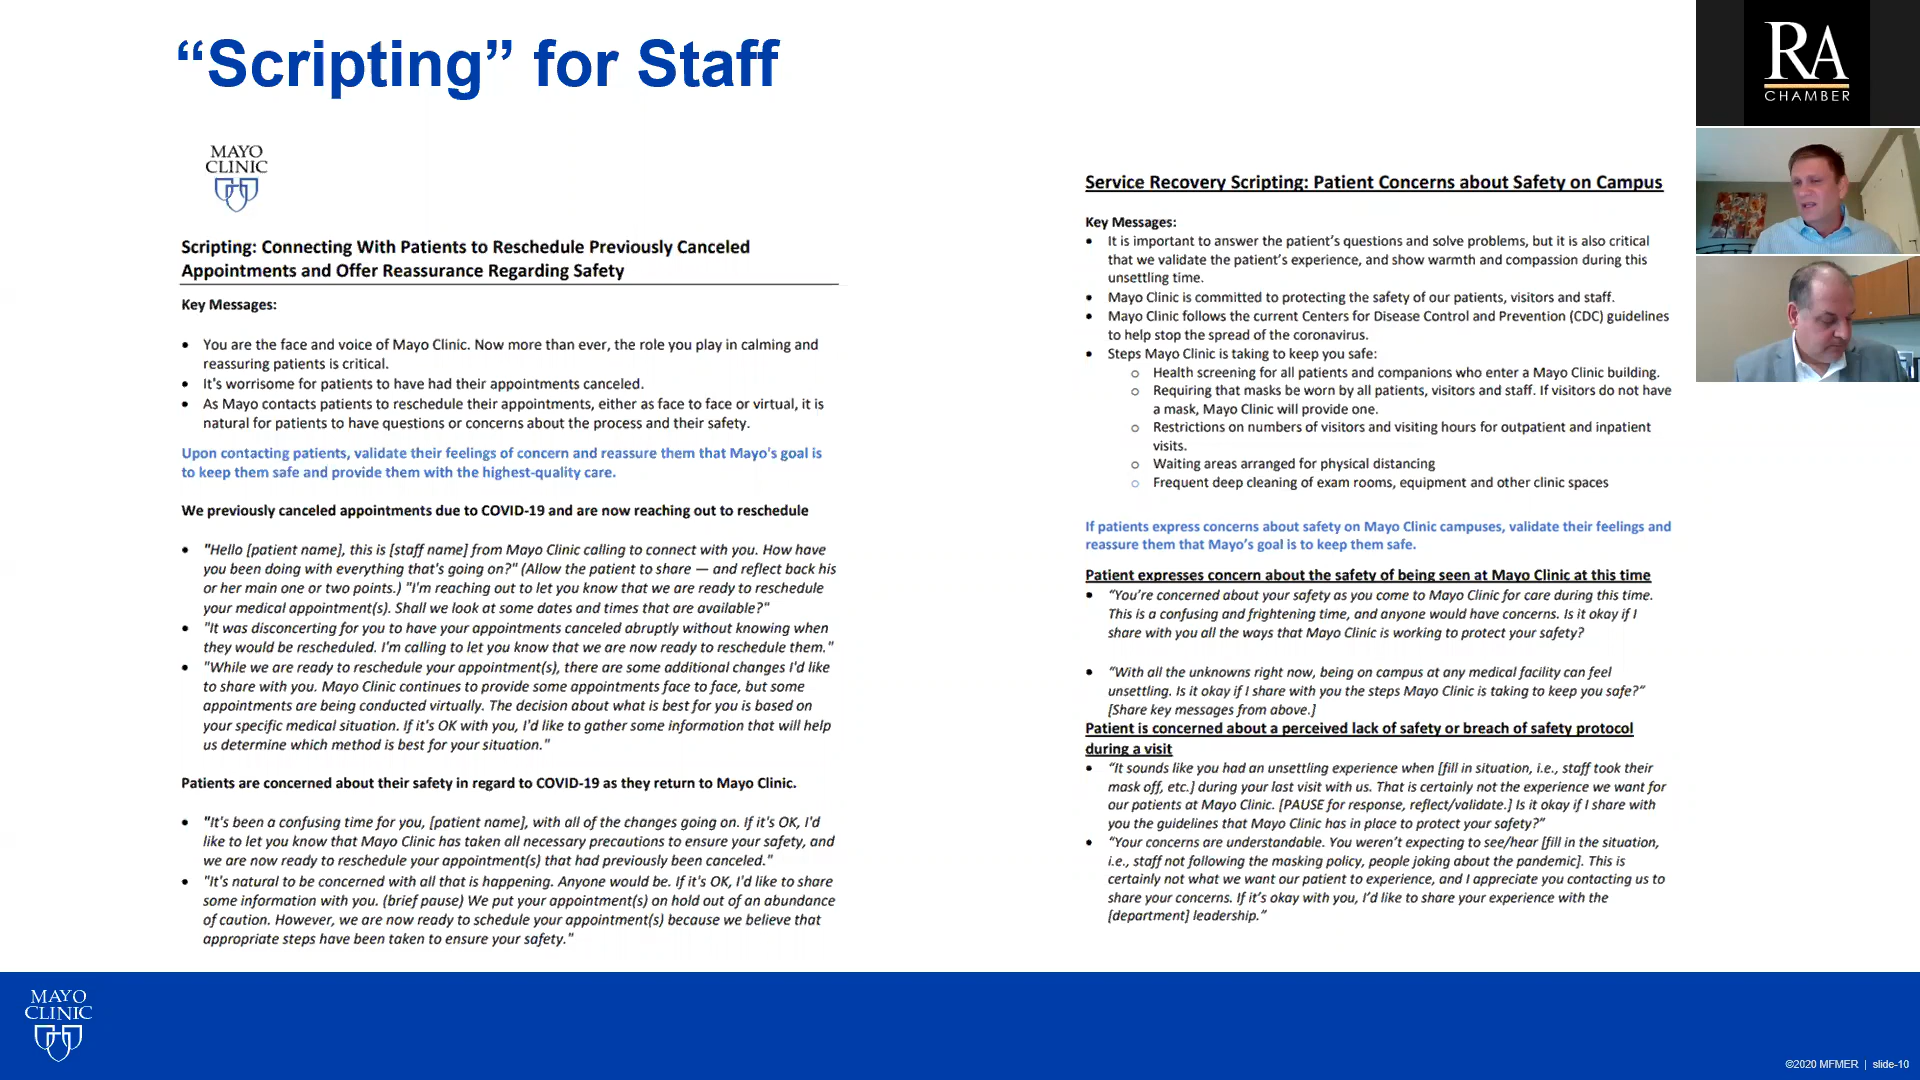 “Scripting” for Staff
MAYO
CLINIC
Scripting: Connecting With Patients to Reschedule Previously Canceled
Appointments and Offer Reassurance Regarding Safety
Key Messages:
• You are the face and voice of Mayo Clinic. Now more than ever, the role you play in calming and
reassuring patients is critical.
• It's worrisome for patients to have had their appointments canceled.
• As Mayo contacts patients to reschedule their appointments, either as face to face or virtual, it is
natural for patients to have questions or concerns about the process and their safety.
Upon contacting patients, validate their feelings of concern and reassure them that Mayo's goal is
to keep them safe and provide them with the highest-quality care.
We previously canceled appointments due to COVID-19 and are now reaching out to reschedule
• "Hello [patient name], this is [staff name] from Mayo Clinic calling to connect with you. How have
you been doing with everything that's going on?" (Allow the patient to share — and reflect back his
or her main one or two points.) "I'm reaching out to let you know that we are ready to reschedule
your medical appointment(s). Shall we look at some dates and times that are available?"
• "It was disconcerting for you to have your appointments canceled abruptly without knowing when
they would be rescheduled. I'm calling to let you know that we are now ready to reschedule them."
• "While we are ready to reschedule your appointment(s), there are some additional changes I'd like
to share with you. Mayo Clinic continues to provide some appointments face to face, but some
appointments are being conducted virtually. The decision about what is best for you is based on
your specific medical situation. If it's OK with you, I'd like to gather some information that will help
us determine which method is best for your situation."
Patients are concerned about their safety in regard to COVID-19 as they return to Mayo Clinic.
• "It's been a confusing time for you, [patient name], with all of the changes going on. If it's OK, I'd
like to let you know that Mayo Clinic has taken all necessary precautions to ensure your safety, and
we are now ready to reschedule your appointment(s) that had previously been canceled."
• "It's natural to be concerned with all that is happening. Anyone would be. If it's OK, I'd like to share
some information with you. (brief pause) We put your appointment(s) on hold out of an abundance
of caution. However, we are now ready to schedule your appointment(s) because we believe that
appropriate steps have been taken to ensure your safety."
Service Recovery Scripting: Patient Concerns about Safety on Campus
Key Messages:
• It is important to answer the patient’s questions and solve problems, but it is also critical
that we validate the patient’s experience, and show warmth and compassion during this
unsettling time.
• Mayo Clinic is committed to protecting the safety of our patients, visitors and staff.
• Mayo Clinic follows the current Centers for Disease Control and Prevention (CDC) guidelines
to help stop the spread of the coronavirus.
• Steps Mayo Clinic is taking to keep you safe:
o Health screening for all patients and companions who enter a Mayo Clinic building.
o Requiring that masks be worn by all patients, visitors and staff. If visitors do not have
a mask, Mayo Clinic will provide one.
o Restrictions on numbers of visitors and visiting hours for outpatient and inpatient
visits.
o Waiting areas arranged for physical distancing
o Frequent deep cleaning of exam rooms, equipment and other clinic spaces
If patients express concerns about safety on Mayo Clinic campuses, validate their feelings and
reassure them that Mayo’s goal is to keep them safe.
Patient expresses concern about the safety of being seen at Mayo Clinic at this time
• “You’re concerned about your safety as you come to Mayo Clinic for care during this time.
This is a confusing and frightening time, and anyone would have concerns. Is it okay if I
share with you all the ways that Mayo Clinic is working to protect your safety?
• “With all the unknowns right now, being on campus at any medical facility can feel
unsettling. Is it okay if I share with you the steps Mayo Clinic is taking to keep you safe?”
[Share key messages from above.]
Patient is concerned about a perceived lack of safety or breach of safety protocol
during a visit
• “It sounds like you had an unsettling experience when [fill in situation, i.e., staff took their
mask off, etc.] during your last visit with us. That is certainly not the experience we want for
our patients at Mayo Clinic. [PAUSE for response, reflect/validate.] Is it okay if I share with
you the guidelines that Mayo Clinic has in place to protect your safety?”
• “Your concerns are understandable. You weren’t expecting to see/hear [fill in the situation,
i.e., staff not following the masking policy, people joking about the pandemic]. This is
certainly not what we want our patient to experience, and I appreciate you contacting us to
share your concerns. If it’s okay with you, I’d like to share your experience with the
[department] leadership.”
RA
CHAMBER
MAYO
CLINIC
©2020 MFMER | slide-10